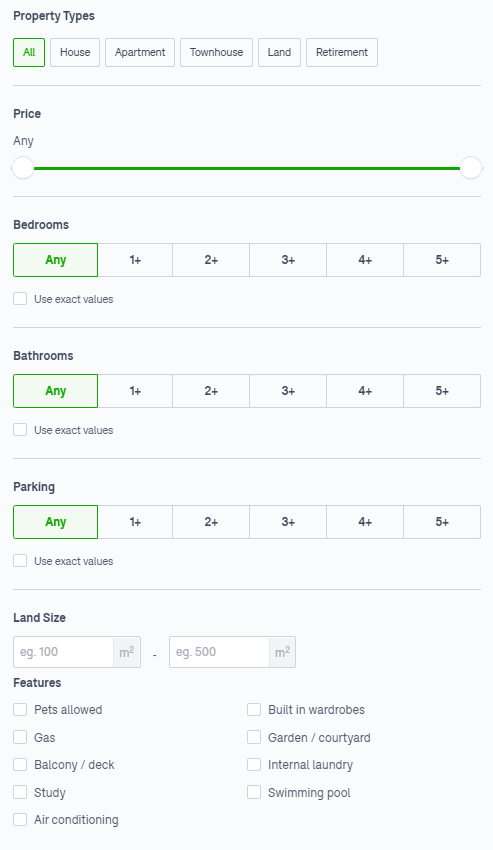 Property Types
All House Apartment Townhouse Land Retirement
Price
Any
Bedrooms
Any 1+ 2+ 3+ 4+ 5+
Use exact values
Bathrooms
Any 1+ 2+ 3+ 4+ 5+
Use exact values
Parking
Any 1+ 2+ 3+ 4+ 5+
Use exact values
Land Size
eg. 100 m² - eg. 500 m²
Features
Pets allowed Built in wardrobes
Gas Garden / courtyard
Balcony / deck Internal laundry
Study Swimming pool
Air conditioning